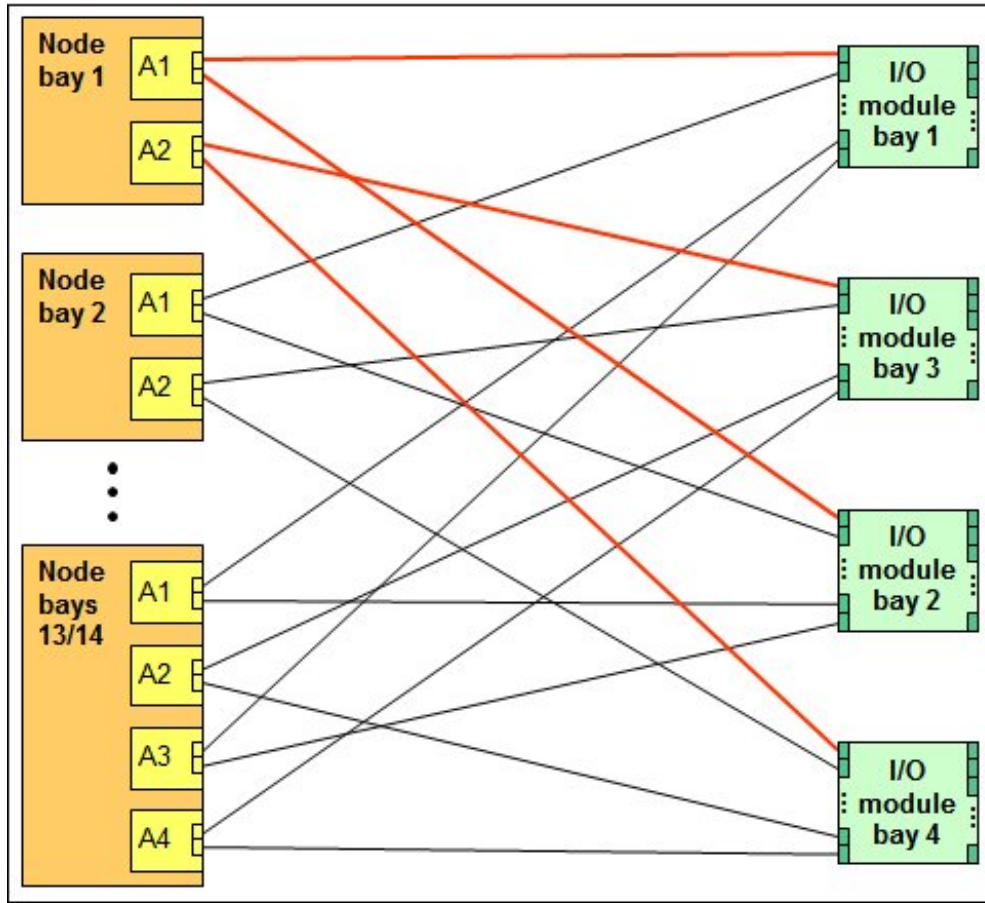 Node
bay 1
A1
A2
Node
bay 2
A1
A2
Node
bays
13/14
A1
A2
A3
A4
I/O
module
bay 1
I/O
module
bay 3
I/O
module
bay 2
I/O
module
bay 4